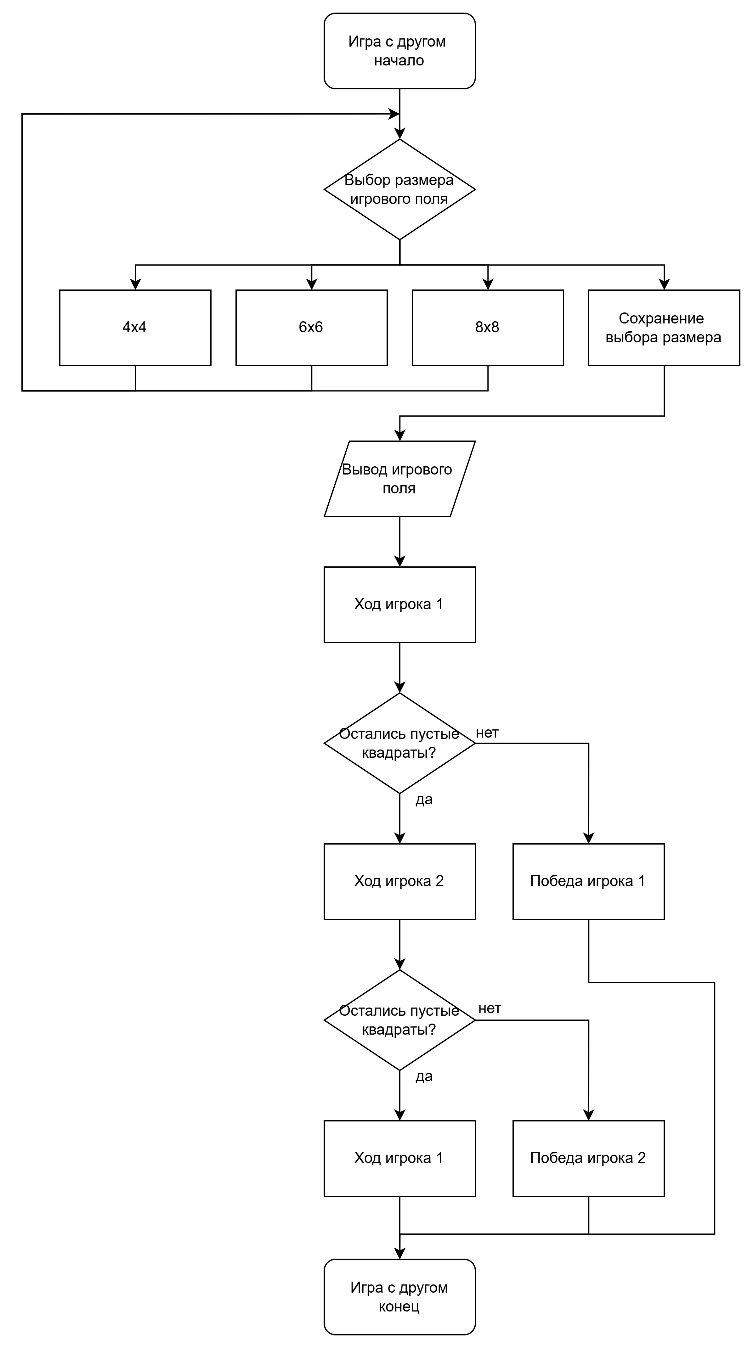 Игра с другом
начало
Выбор размера
игрового поля
4x4
6x6
8x8
Сохранение
выбора размера
Вывод игрового
поля
Ход игрока 1
Остались пустые
квадраты?
нет
да
Ход игрока 2
Победа игрока 1
Остались пустые
квадраты?
нет
да
Ход игрока 1
Победа игрока 2
Игра с другом
конец